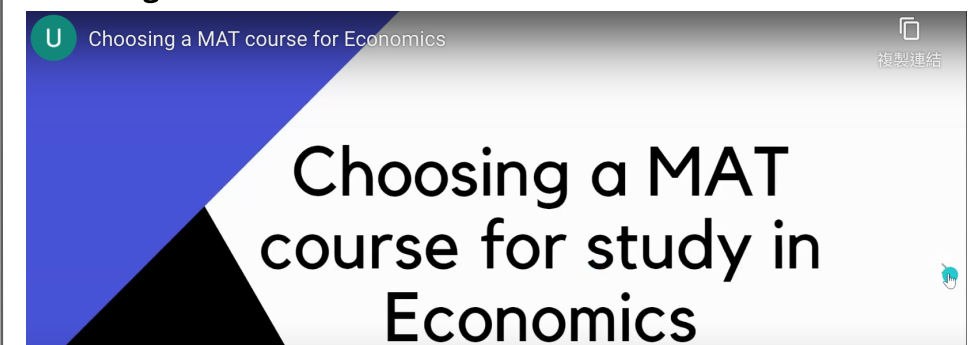 U
Choosing a MAT course for Economics
複製連結
Choosing a MAT
course for study in
Economics